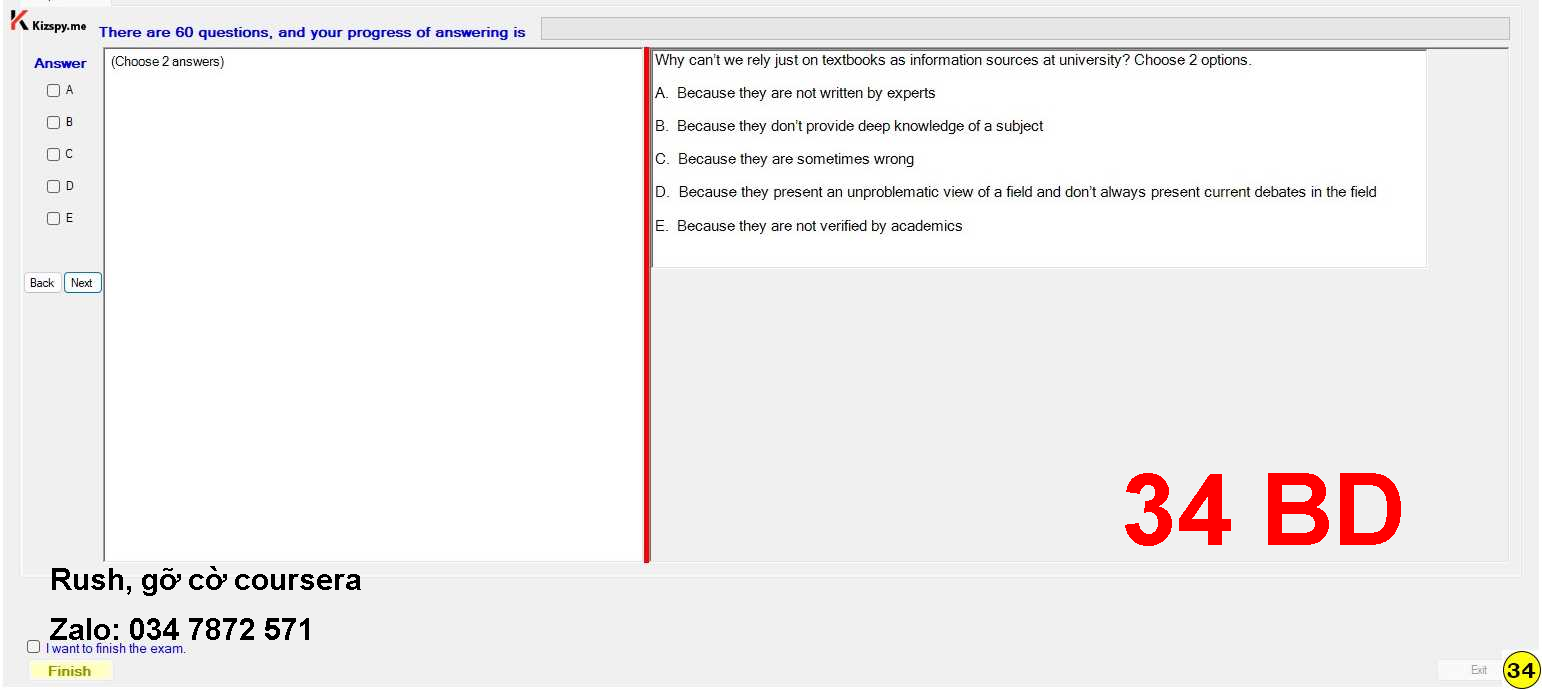 Kizspy.me
There are 60 questions, and your progress of answering is
Answer
(Choose 2 answers)
A
B
C
D
E
Back Next
Why can't we rely just on textbooks as information sources at university? Choose 2 options.
A. Because they are not written by experts
B. Because they don't provide deep knowledge of a subject
C. Because they are sometimes wrong
D. Because they present an unproblematic view of a field and don't always present current debates in the field
E. Because they are not verified by academics
34 BD
Rush, gỡ cờ coursera
Zalo: 034 7872 571
I want to finish the exam.
Finish
Exit
34